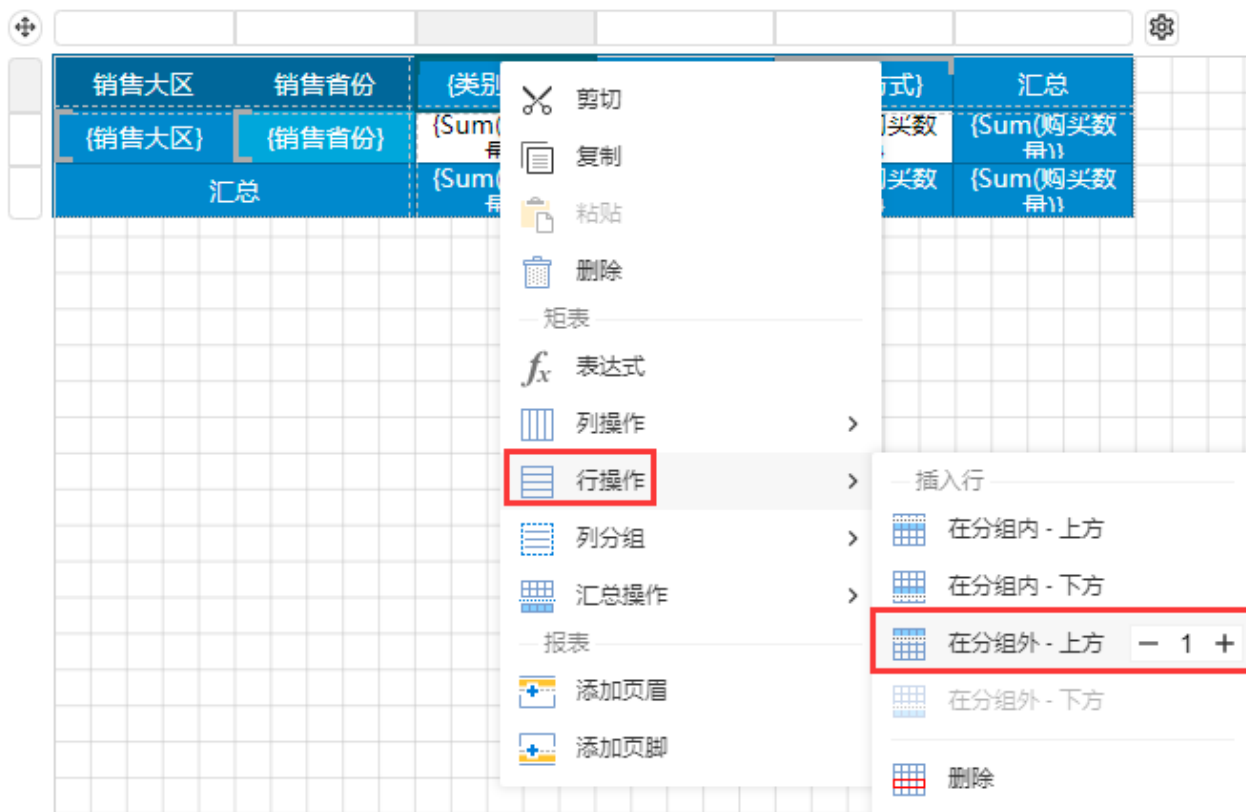 销售大区 销售省份 {类别 方式} 汇总
{销售大区} {销售省份} {Sum( 购买数 {Sum(购买数
量)}
汇总 {Sum( 购买数 {Sum(购买数
量)}
剪切
复制
粘贴
删除
矩表
表达式
列操作
行操作
列分组
汇总操作
报表
添加页眉
添加页脚
插入行
在分组内 - 上方
在分组内 - 下方
在分组外 - 上方 — 1 +
在分组外 - 下方
删除